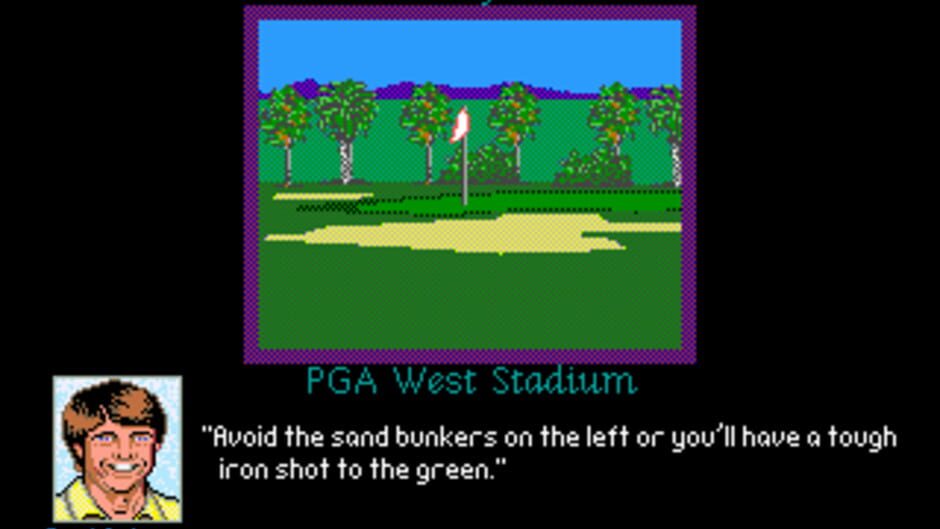 PGA West Stadium
"Avoid the sand bunkers on the left or you'll have a tough
iron shot to the green."